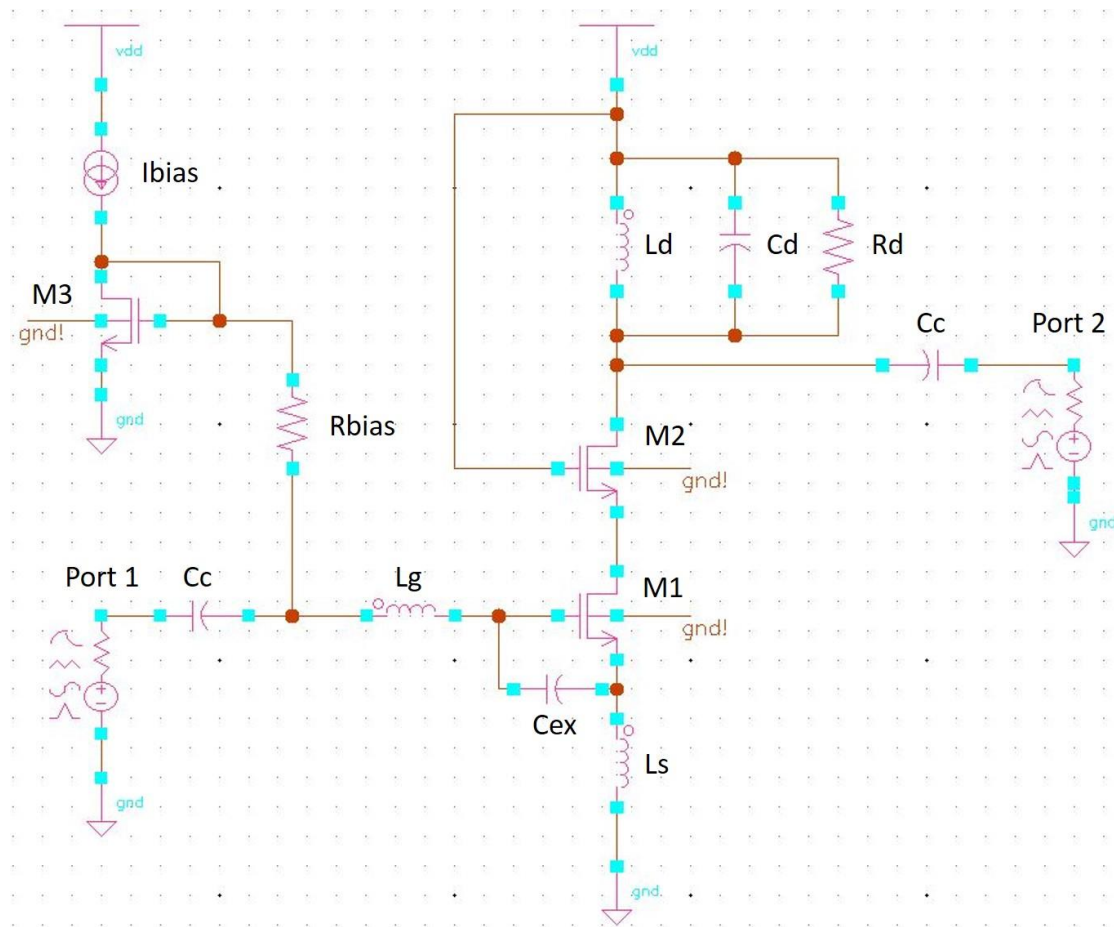 vdd
vdd
Ibias
Ld
Cd
Rd
M3
gnd!
Cc
Port 2
gnd
Rbias
M2
gnd!
gnd
Port 1
Cc
Lg
M1
gnd!
Cex
Ls
gnd
gnd